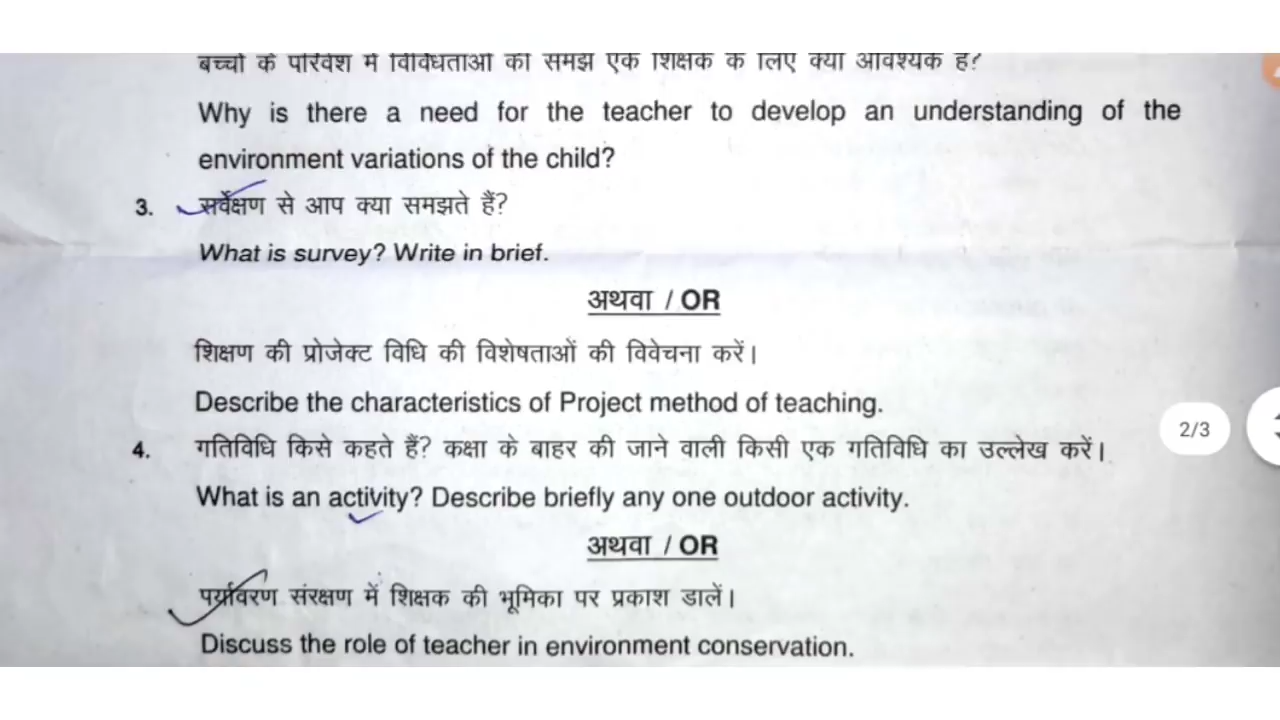 बच्चों के परिवेश में विविधताओं की समझ एक शिक्षक के लिए क्या आवश्यक है?
Why is there a need for the teacher to develop an understanding of the
environment variations of the child?
3. सर्वेक्षण से आप क्या समझते हैं?
What is survey? Write in brief.
अथवा / OR
शिक्षण की प्रोजेक्ट विधि की विशेषताओं की विवेचना करें।
Describe the characteristics of Project method of teaching.
2/3
4. गतिविधि किसे कहते हैं? कक्षा के बाहर की जाने वाली किसी एक गतिविधि का उल्लेख करें।
What is an activity? Describe briefly any one outdoor activity.
अथवा / OR
पर्यावरण संरक्षण में शिक्षक की भूमिका पर प्रकाश डालें।
Discuss the role of teacher in environment conservation.